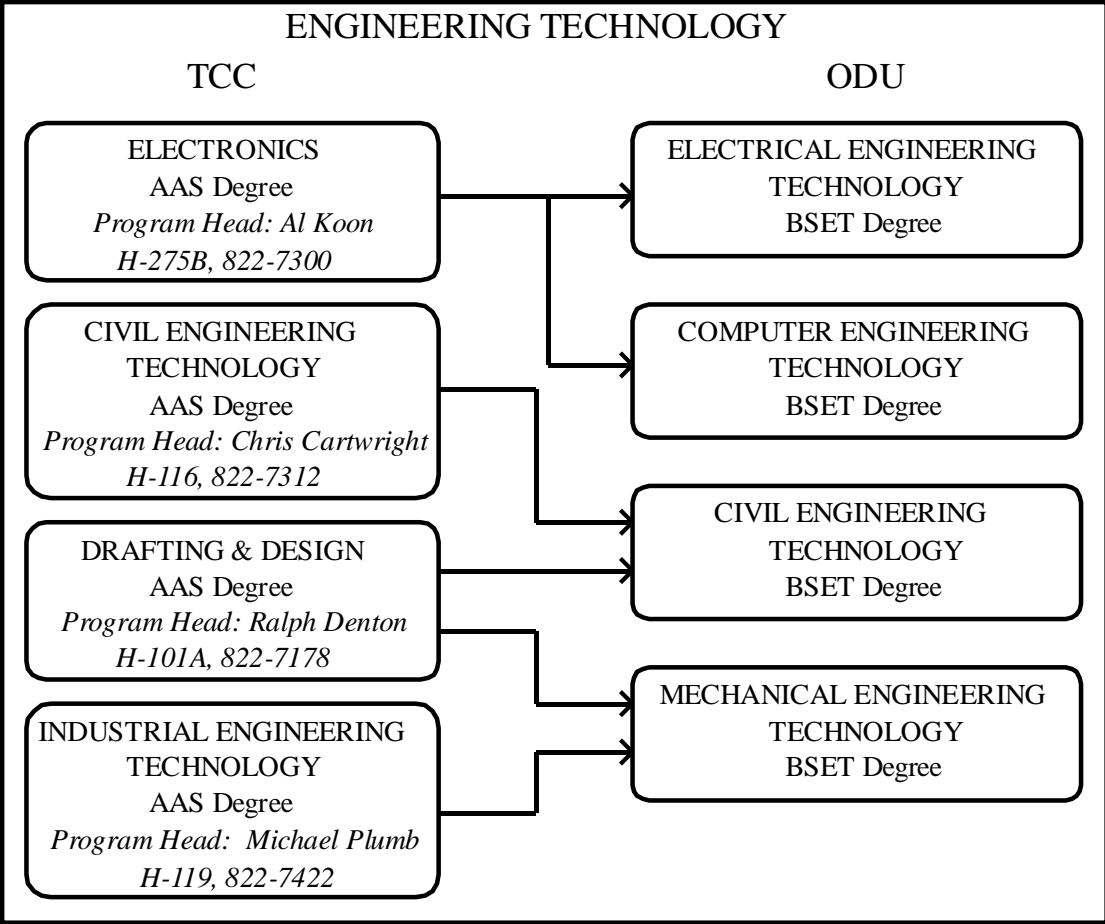 ENGINEERING TECHNOLOGY
TCC
ODU
ELECTRONICS
AAS Degree
Program Head: Al Koon
H-275B, 822-7300
CIVIL ENGINEERING
TECHNOLOGY
AAS Degree
Program Head: Chris Cartwright
H-116, 822-7312
DRAFTING & DESIGN
AAS Degree
Program Head: Ralph Denton
H-101A, 822-7178
INDUSTRIAL ENGINEERING
TECHNOLOGY
AAS Degree
Program Head: Michael Plumb
H-119, 822-7422
ELECTRICAL ENGINEERING
TECHNOLOGY
BSET Degree
COMPUTER ENGINEERING
TECHNOLOGY
BSET Degree
CIVIL ENGINEERING
TECHNOLOGY
BSET Degree
MECHANICAL ENGINEERING
TECHNOLOGY
BSET Degree